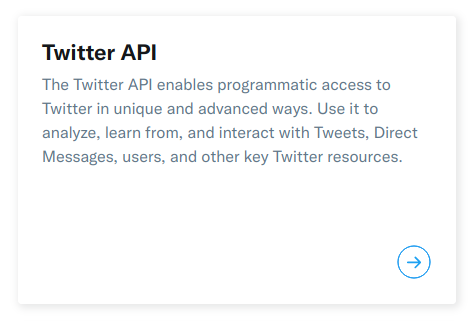 Twitter API
The Twitter API enables programmatic access to
Twitter in unique and advanced ways. Use it to
analyze, learn from, and interact with Tweets, Direct
Messages, users, and other key Twitter resources.